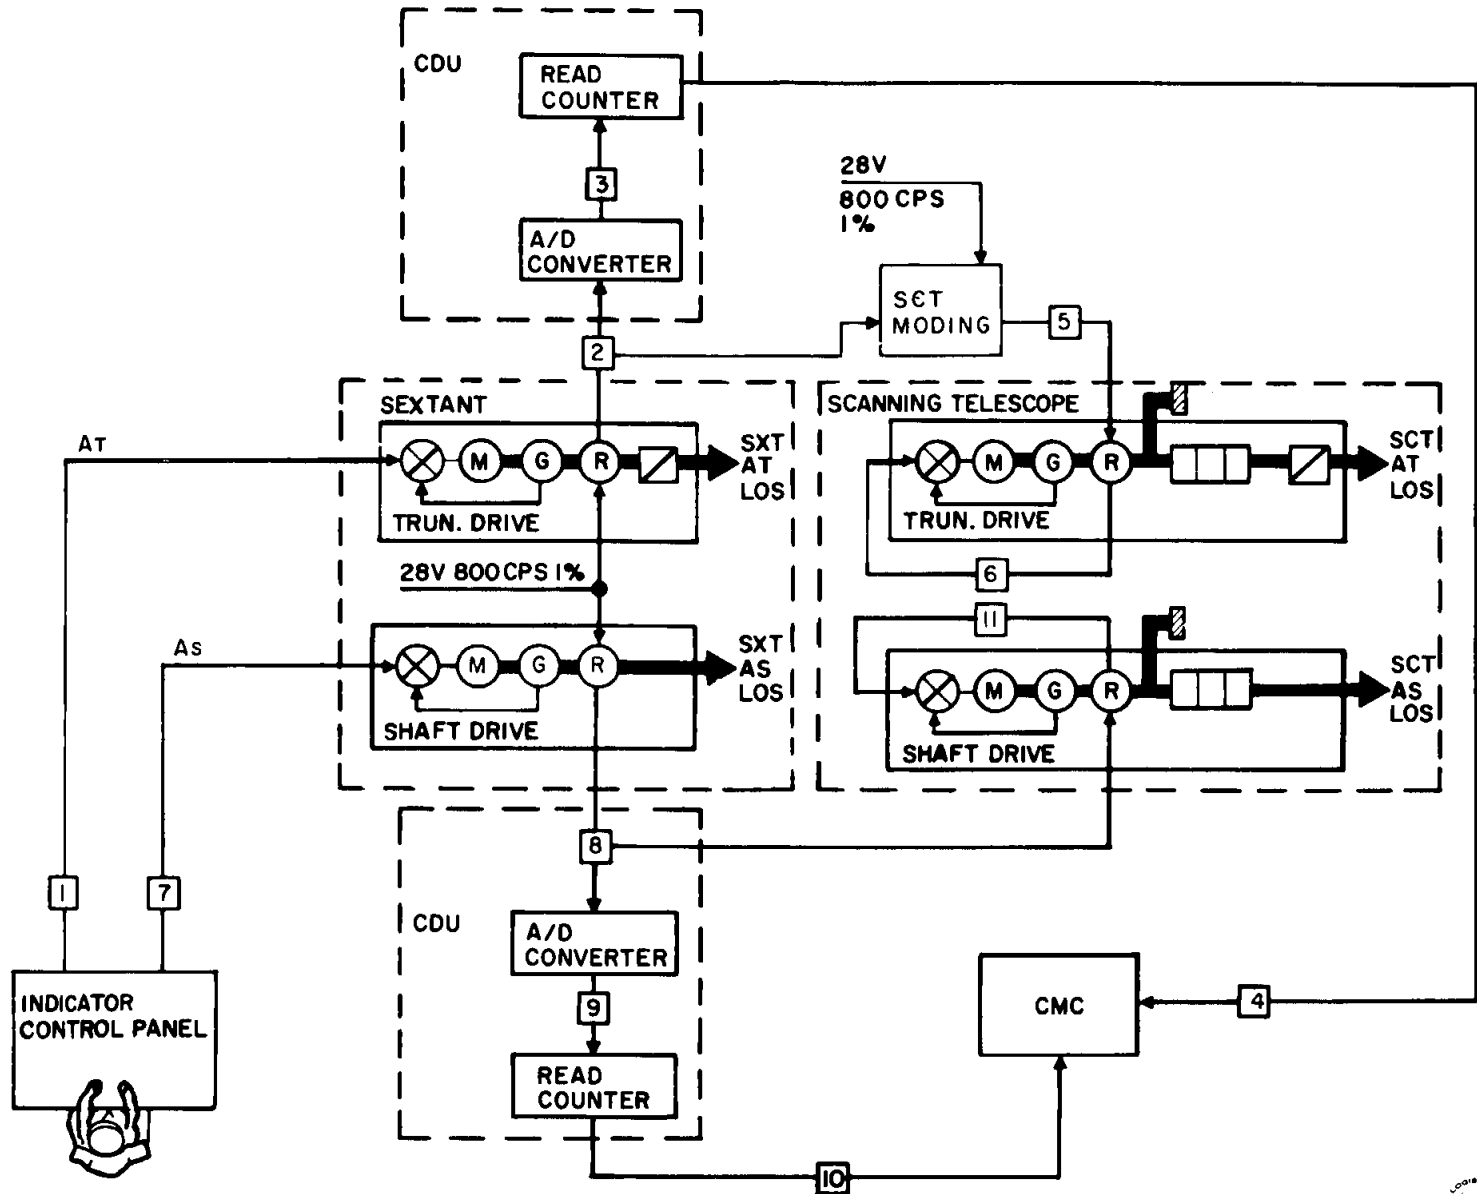 CDU
READ
COUNTER
3
A/D
CONVERTER
28V
800 CPS
1%
SCT
MODING
5
2
SEXTANT
AT
M G R
SXT
AT
LOS
TRUN. DRIVE
SCANNING TELESCOPE
M G R
SCT
AT
LOS
TRUN. DRIVE
6
28V 800CPS 1%
11
AS
M G R
SXT
AS
LOS
SHAFT DRIVE
M G R
SCT
AS
LOS
SHAFT DRIVE
8
1
7
CDU
A/D
CONVERTER
9
READ
COUNTER
INDICATOR
CONTROL PANEL
CMC
4
10